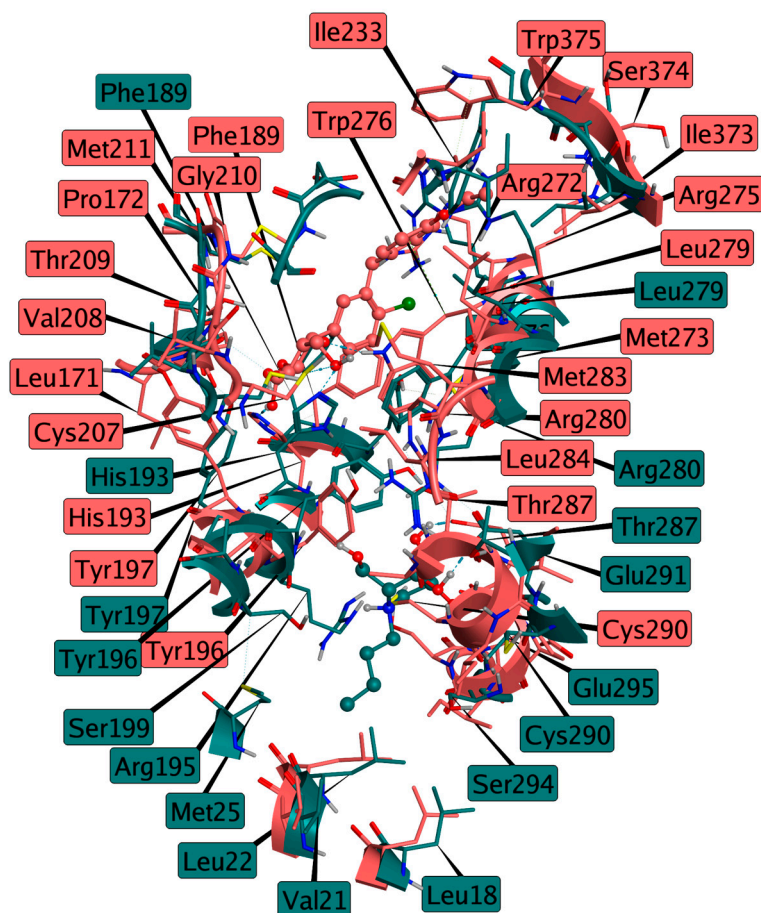 Ile233
Trp375
Ser374
Phe189
Phe189
Trp276
Met211
Gly210
Ile373
Arg272
Pro172
Arg275
Thr209
Leu279
Leu279
Val208
Met273
Met283
Leu171
Arg280
Cys207
Leu284
Arg280
His193
His193
Thr287
Thr287
Tyr197
Glu291
Tyr197
Cys290
Tyr196
Tyr196
Glu295
Ser199
Cys290
Arg195
Ser294
Met25
Leu22
Val21
Leu18